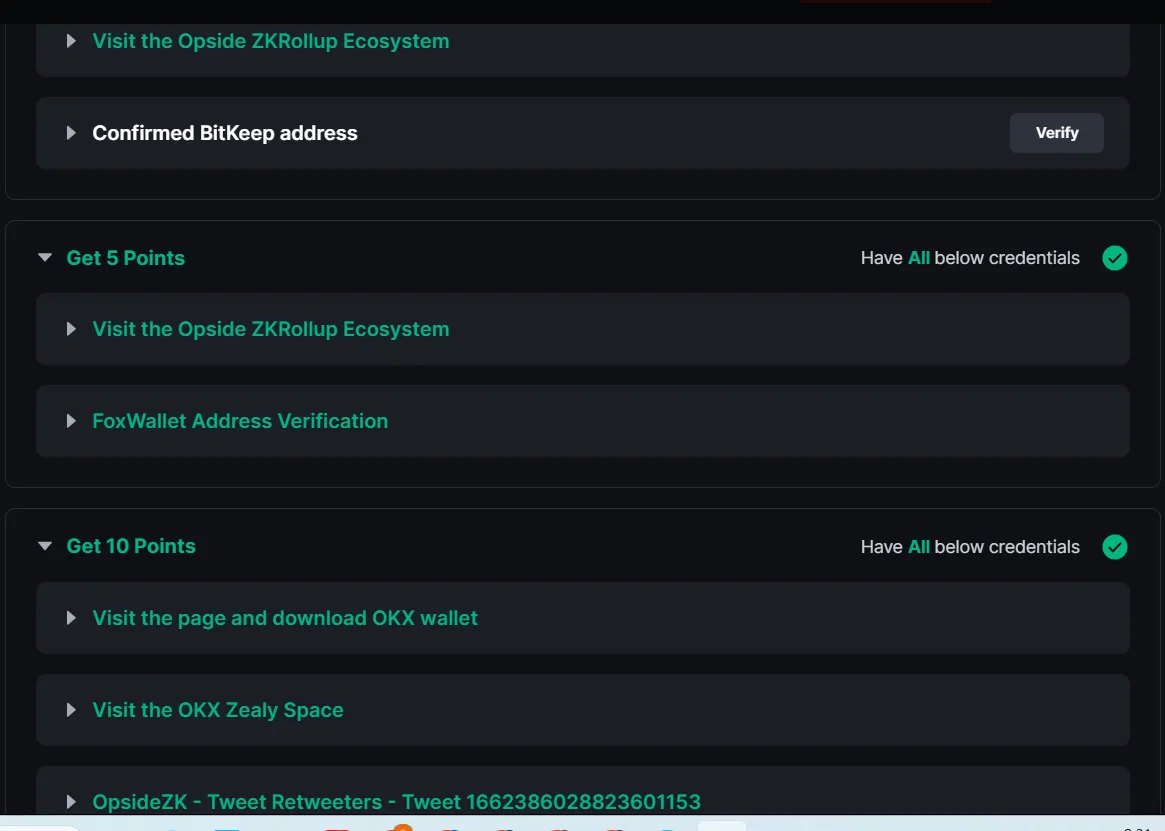 Visit the Opside ZKRollup Ecosystem
Confirmed BitKeep address
Verify
Get 5 Points
Have All below credentials
Visit the Opside ZKRollup Ecosystem
FoxWallet Address Verification
Get 10 Points
Have All below credentials
Visit the page and download OKX wallet
Visit the OKX Zealy Space
OpsideZK - Tweet Retweeters - Tweet 1662386028823601153